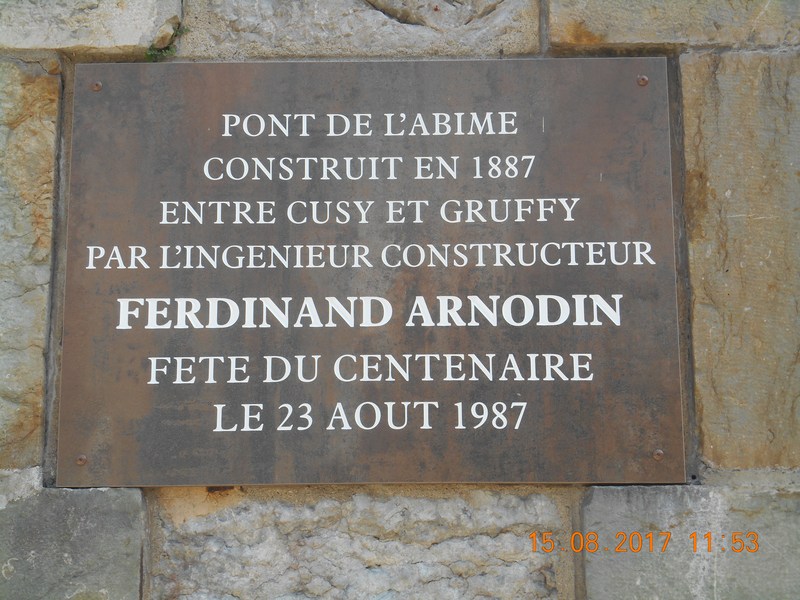 PONT DE L'ABIME
CONSTRUIT EN 1887
ENTRE CUSY ET GRUFFY
PAR L'INGENIEUR CONSTRUCTEUR
FERDINAND ARNODIN
FETE DU CENTENAIRE
LE 23 AOUT 1987
15.08.2017 11:53